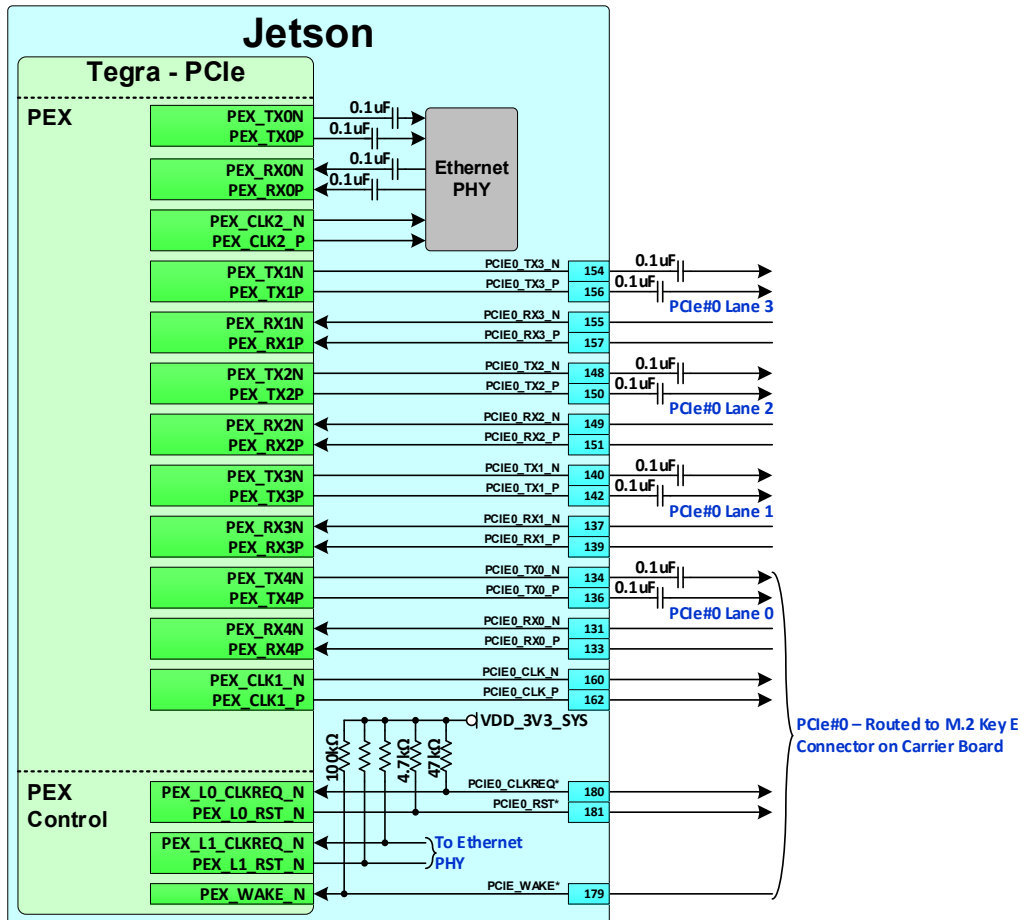 Jetson
Tegra - PCIe
PEX
PEX_TX0N
PEX_TX0P
0.1uF
0.1uF
PEX_RX0N
PEX_RX0P
0.1uF
0.1uF
Ethernet
PHY
PEX_CLK2_N
PEX_CLK2_P
PEX_TX1N PCIE0_TX3_N 154 0.1uF
PEX_TX1P PCIE0_TX3_P 156 0.1uF
PCIe#0 Lane 3
PEX_RX1N PCIE0_RX3_N 155
PEX_RX1P PCIE0_RX3_P 157
PEX_TX2N PCIE0_TX2_N 148 0.1uF
PEX_TX2P PCIE0_TX2_P 150 0.1uF
PCIe#0 Lane 2
PEX_RX2N PCIE0_RX2_N 149
PEX_RX2P PCIE0_RX2_P 151
PEX_TX3N PCIE0_TX1_N 140 0.1uF
PEX_TX3P PCIE0_TX1_P 142 0.1uF
PCIe#0 Lane 1
PEX_RX3N PCIE0_RX1_N 137
PEX_RX3P PCIE0_RX1_P 139
PEX_TX4N PCIE0_TX0_N 134 0.1uF
PEX_TX4P PCIE0_TX0_P 136 0.1uF
PCIe#0 Lane 0
PEX_RX4N PCIE0_RX0_N 131
PEX_RX4P PCIE0_RX0_P 133
PEX_CLK1_N PCIE0_CLK_N 160
PEX_CLK1_P PCIE0_CLK_P 162
VDD_3V3_SYS
100kΩ
4.7kΩ
47kΩ
PCIe#0 – Routed to M.2 Key E
Connector on Carrier Board
PEX
Control
PEX_L0_CLKREQ_N PCIE0_CLKREQ* 180
PEX_L0_RST_N PCIE0_RST* 181
PEX_L1_CLKREQ_N
PEX_L1_RST_N
To Ethernet
PHY
PEX_WAKE_N PCIE_WAKE* 179